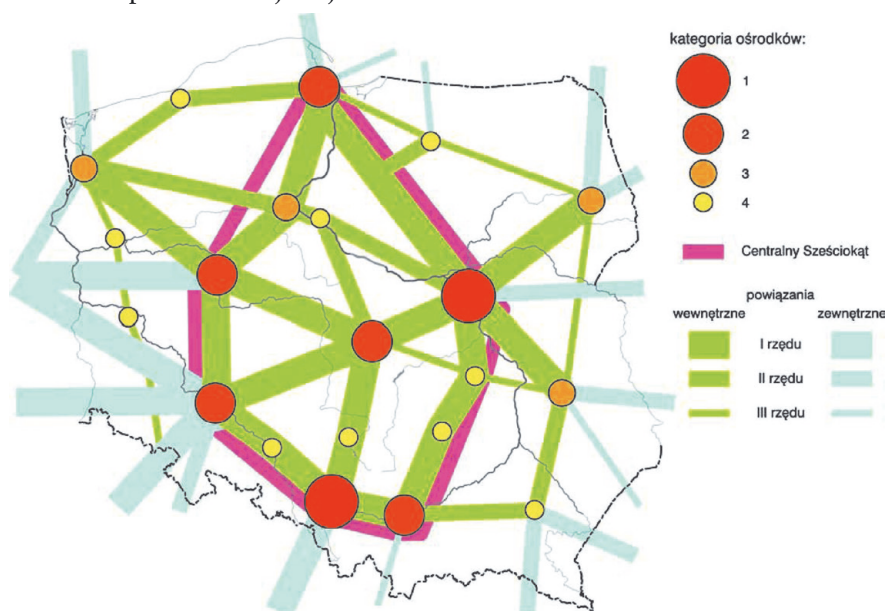 kategoria ośrodków:
1
2
3
4
Centralny Sześciokąt
powiązania
wewnętrzne
zewnętrzne
I rzędu
II rzędu
III rzędu